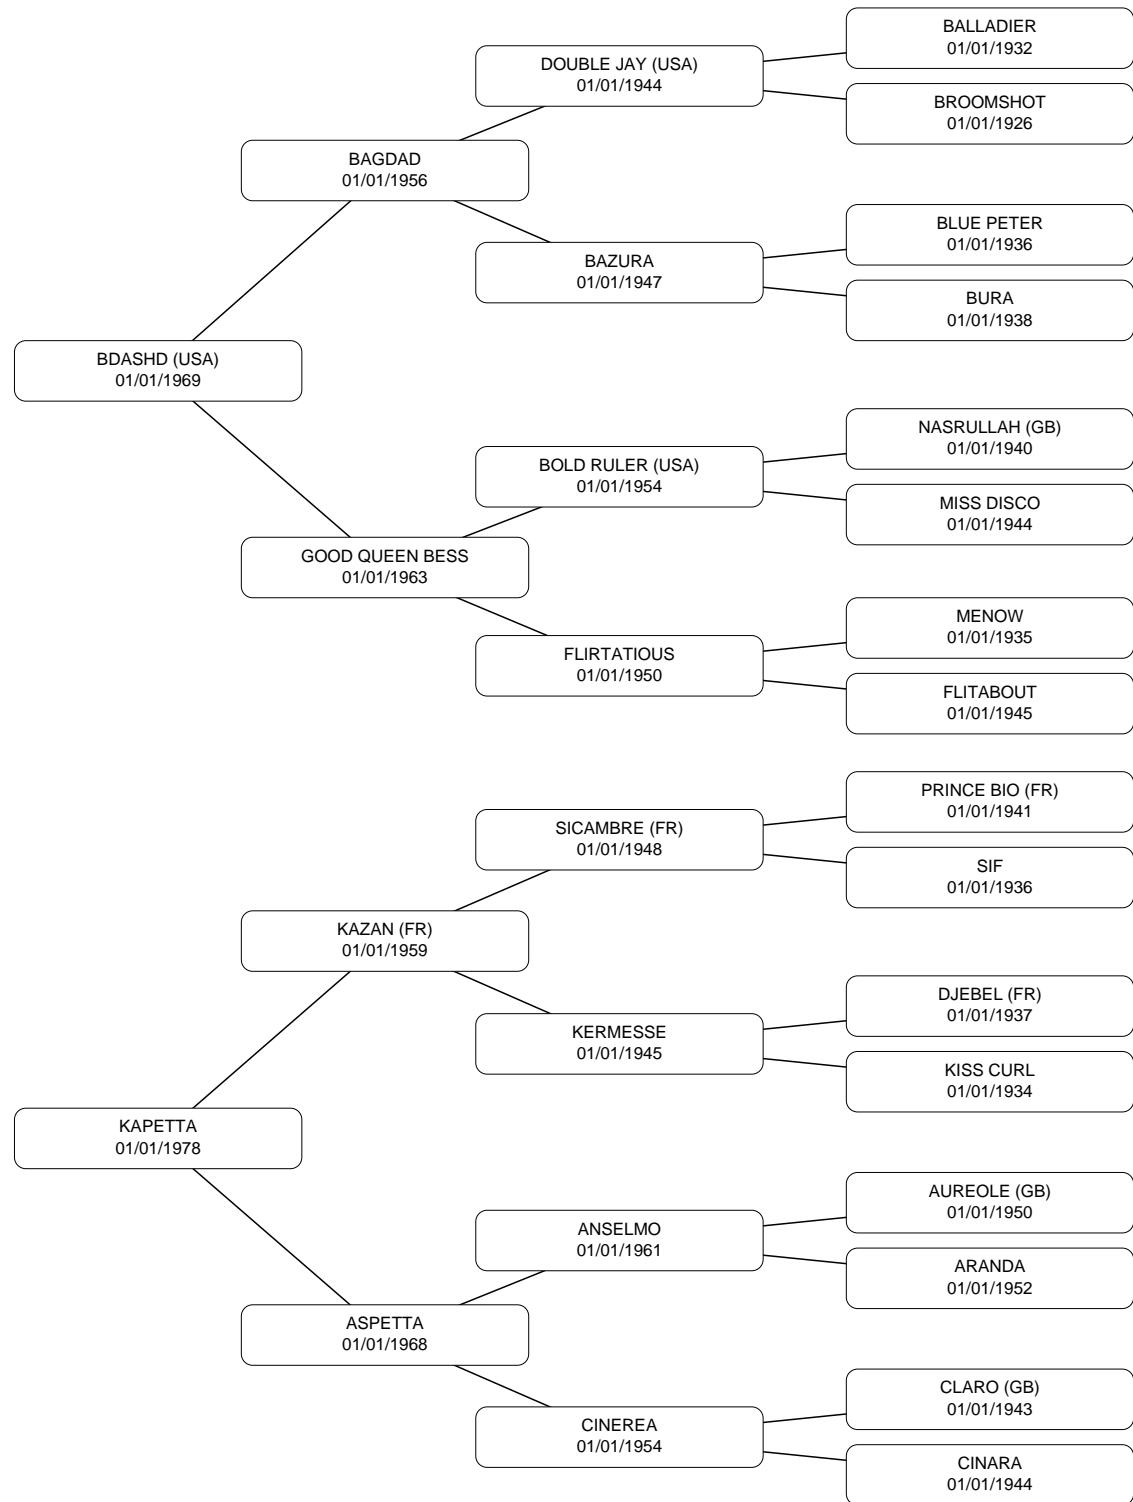 BALLADIER
01/01/1932
DOUBLE JAY (USA)
01/01/1944
BROOMSHOT
01/01/1926
BAGDAD
01/01/1956
BLUE PETER
01/01/1936
BAZURA
01/01/1947
BURA
01/01/1938
BDASHD (USA)
01/01/1969
NASRULLAH (GB)
01/01/1940
BOLD RULER (USA)
01/01/1954
MISS DISCO
01/01/1944
GOOD QUEEN BESS
01/01/1963
MENOW
01/01/1935
FLIRTATIOUS
01/01/1950
FLITABOUT
01/01/1945
PRINCE BIO (FR)
01/01/1941
SICAMBRE (FR)
01/01/1948
SIF
01/01/1936
KAZAN (FR)
01/01/1959
DJEBEL (FR)
01/01/1937
KERMESSE
01/01/1945
KISS CURL
01/01/1934
KAPETTA
01/01/1978
AUREOLE (GB)
01/01/1950
ANSELMO
01/01/1961
ARANDA
01/01/1952
ASPETTA
01/01/1968
CLARO (GB)
01/01/1943
CINEREA
01/01/1954
CINARA
01/01/1944